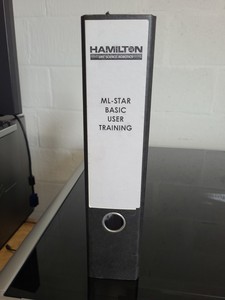 HAMILTON
ML-STAR
BASIC
USER
TRAINING